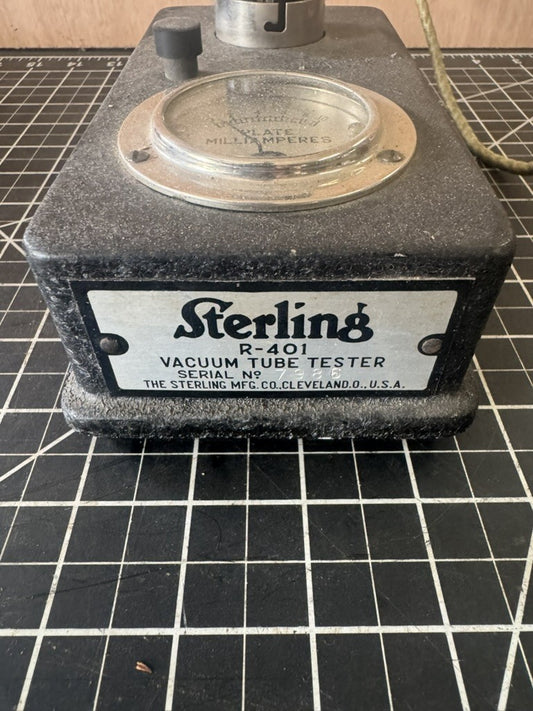 J
PLATE
MILLIAMPERES
Sterling
R-401
VACUUM TUBE TESTER
SERIAL Nº
THE STERLING MFG. CO., CLEVELAND, O., U.S.A.